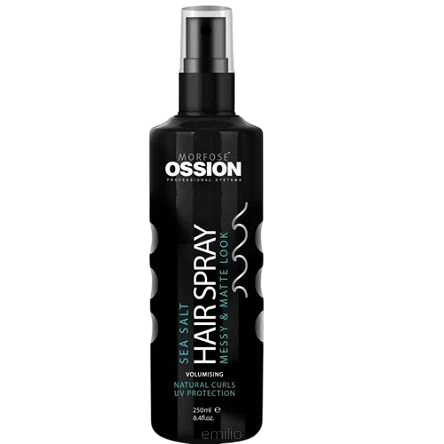 MORFOSE
OSSION
PROFESSIONAL SYSTEMS
SEA SALT
HAIR SPRAY
MESSY & MATTE LOOK
VOLUMISING
NATURAL CURLS
UV PROTECTION
250ml e
8.4fl.oz.
emilio